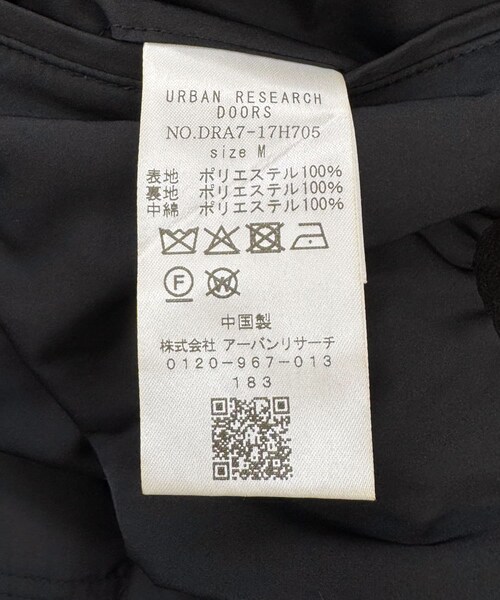 URBAN RESEARCH
DOORS
NO.DRA7-17H705
size M
表地 ポリエステル100%
裏地 ポリエステル100%
中綿 ポリエステル100%
F W
中国製
株式会社 アーバンリサーチ
0120-967-013
183